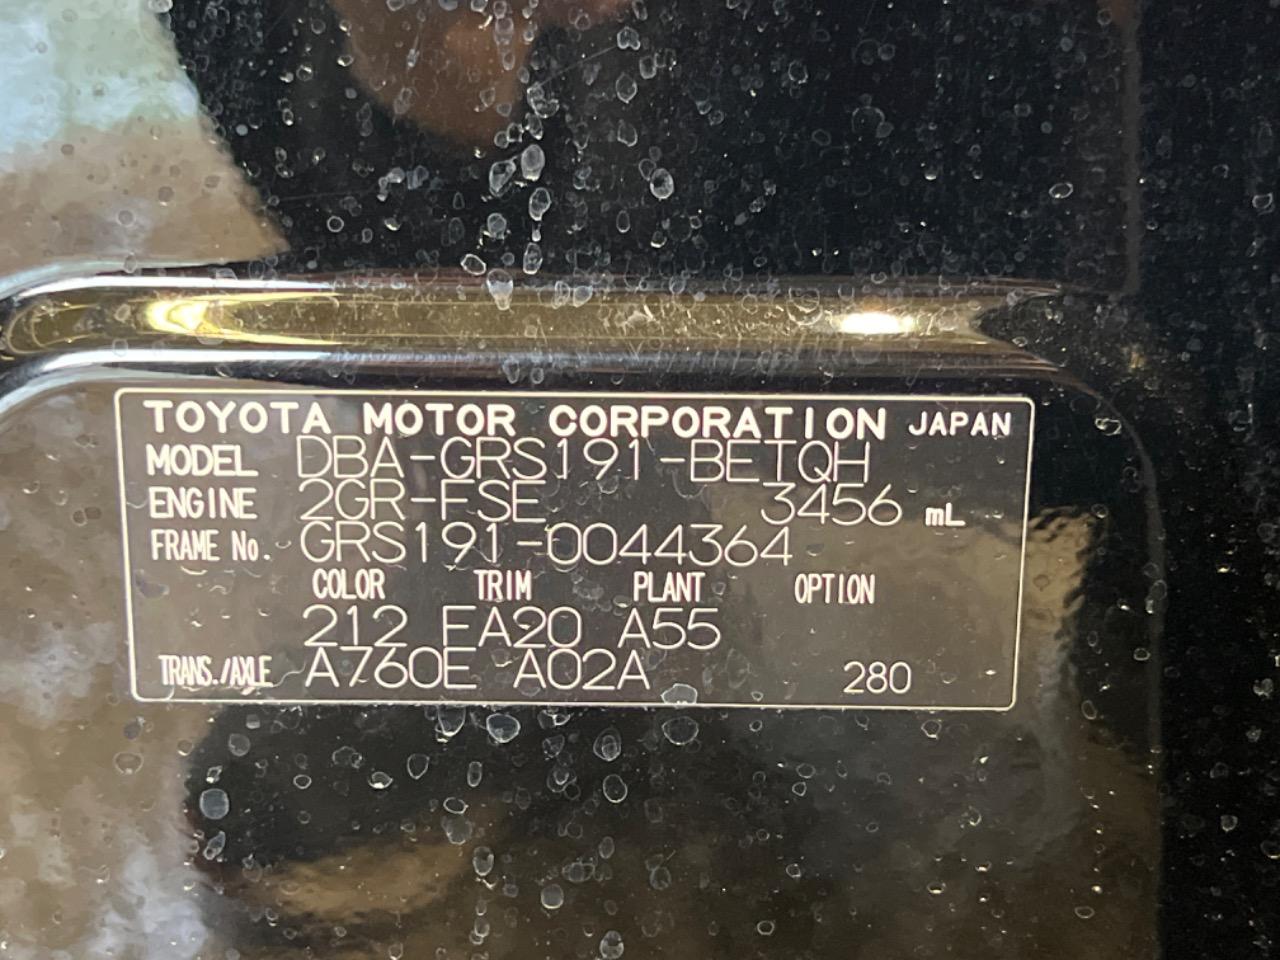 TOYOTA MOTOR CORPORATION JAPAN
MODEL DBA-GRS191-BETQH
ENGINE 2GR-FSE 3456 mL
FRAME No. GRS191-0044364
COLOR TRIM PLANT OPTION
212 FA20 A55
TRANS./AXLE A760E A02A 280